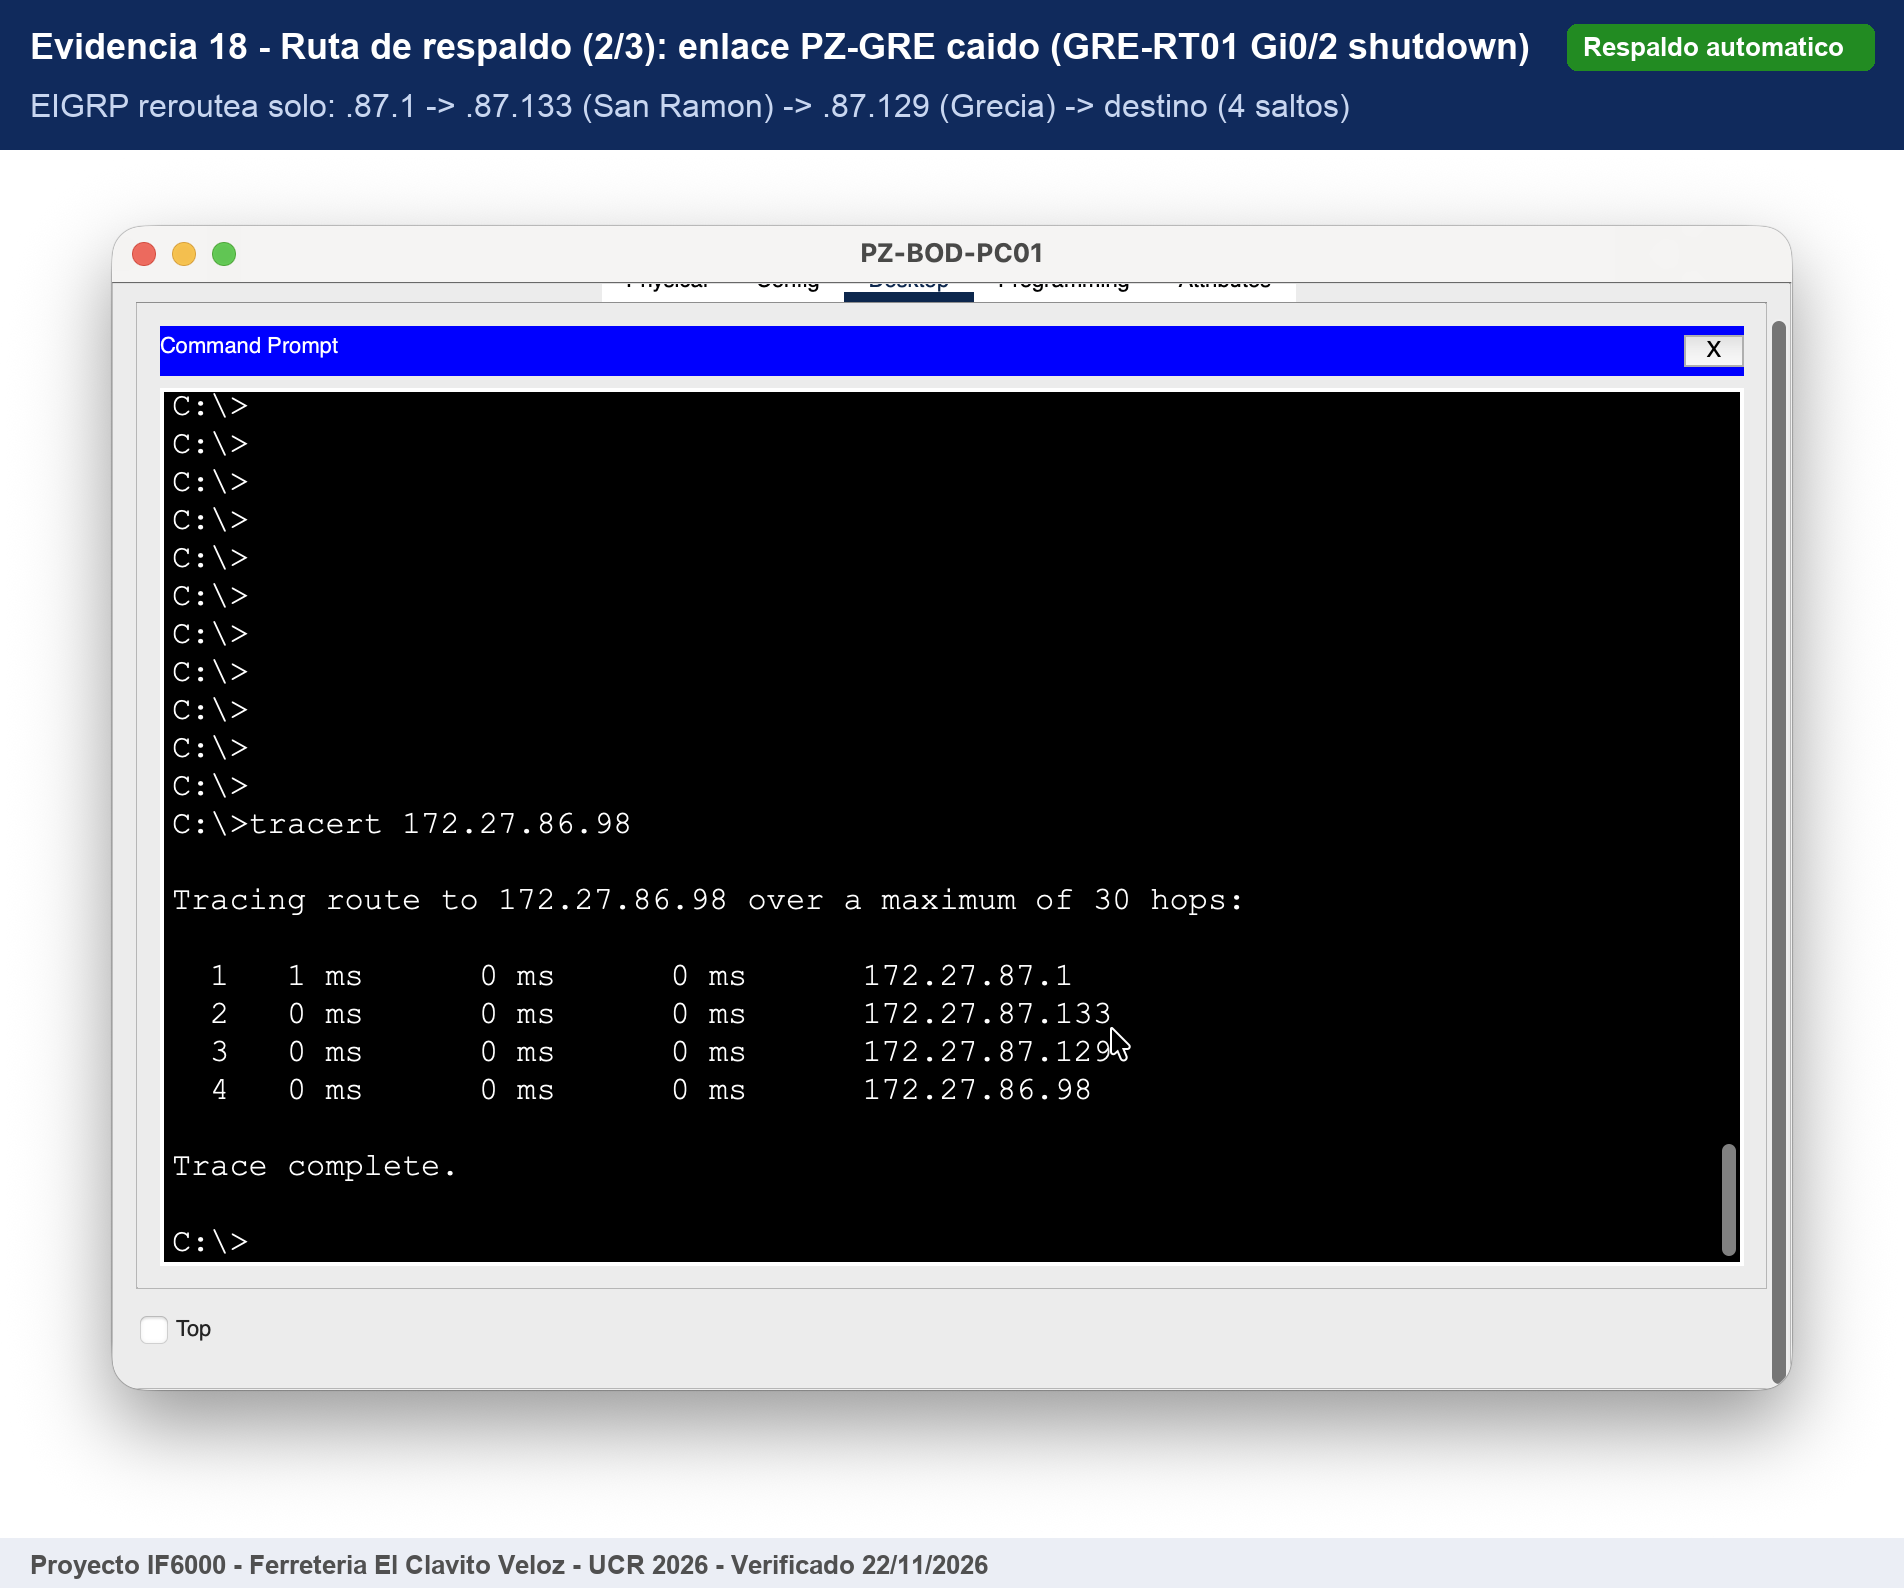 Evidencia 18 - Ruta de respaldo (2/3): enlace PZ-GRE caido (GRE-RT01 Gi0/2 shutdown)
Respaldo automatico
EIGRP reroutea solo: .87.1 -> .87.133 (San Ramon) -> .87.129 (Grecia) -> destino (4 saltos)
PZ-BOD-PC01
Physical Config Desktop Programming Attributes
Command Prompt
X
C:\>
C:\>
C:\>
C:\>
C:\>
C:\>
C:\>
C:\>
C:\>
C:\>
C:\>
C:\>tracert 172.27.86.98
Tracing route to 172.27.86.98 over a maximum of 30 hops:
1 1 ms 0 ms 0 ms 172.27.87.1
2 0 ms 0 ms 0 ms 172.27.87.133
3 0 ms 0 ms 0 ms 172.27.87.129
4 0 ms 0 ms 0 ms 172.27.86.98
Trace complete.
C:\>
Top
Proyecto IF6000 - Ferreteria El Clavito Veloz - UCR 2026 - Verificado 22/11/2026